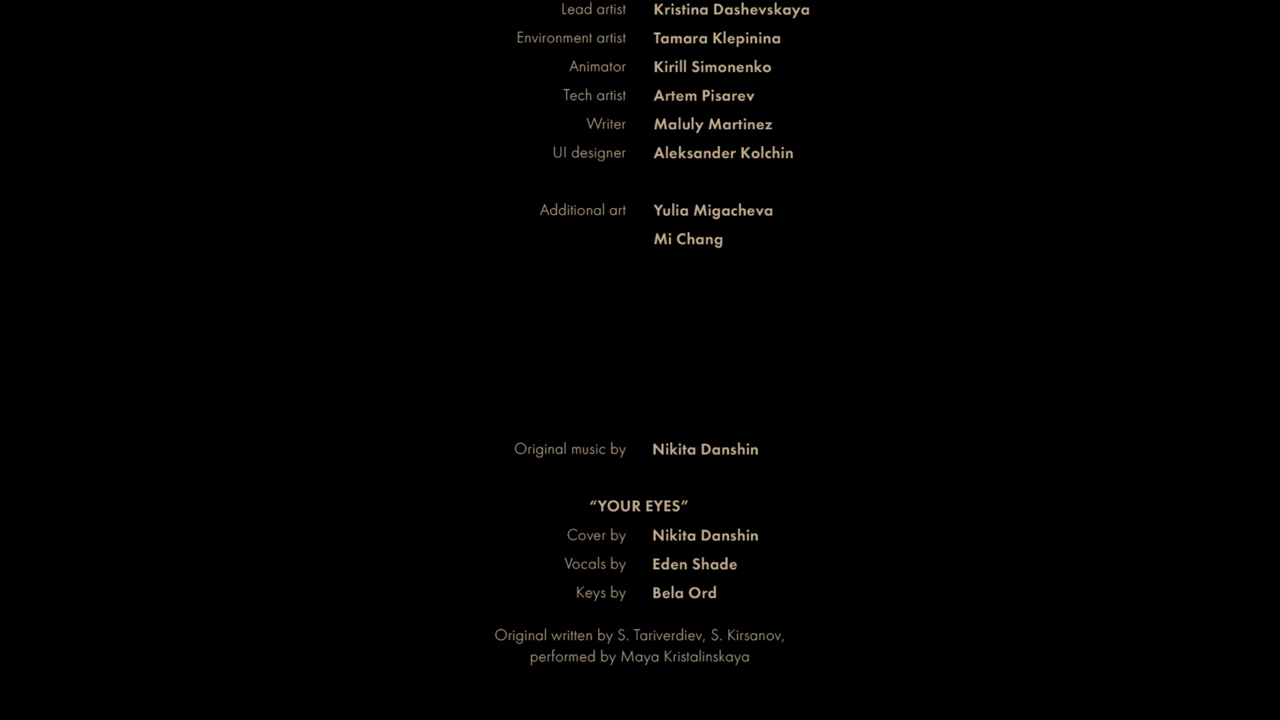 Lead artist Kristina Dashevskaya
Environment artist Tamara Klepinina
Animator Kirill Simonenko
Tech artist Artem Pisarev
Writer Maluly Martinez
UI designer Aleksander Kolchin
Additional art Yulia Migacheva
Mi Chang
Original music by Nikita Danshin
“YOUR EYES”
Cover by Nikita Danshin
Vocals by Eden Shade
Keys by Bela Ord
Original written by S. Tariverdiev, S. Kirsanov,
performed by Maya Kristalinskaya